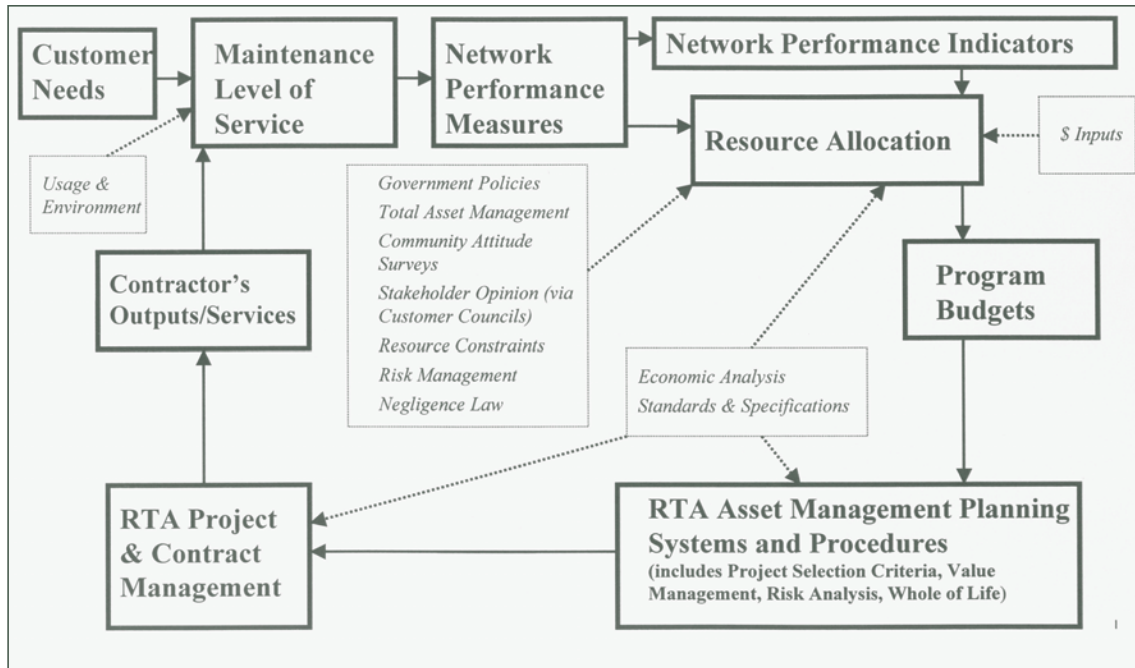 Customer
Needs
Maintenance
Level of
Service
Network
Performance
Measures
Network Performance Indicators
Resource Allocation
$ Inputs
Usage &
Environment
Government Policies
Total Asset Management
Community Attitude
Surveys
Stakeholder Opinion (via
Customer Councils)
Resource Constraints
Risk Management
Negligence Law
Contractor's
Outputs/Services
Program
Budgets
Economic Analysis
Standards & Specifications
RTA Project
& Contract
Management
RTA Asset Management Planning
Systems and Procedures
(includes Project Selection Criteria, Value
Management, Risk Analysis, Whole of Life)